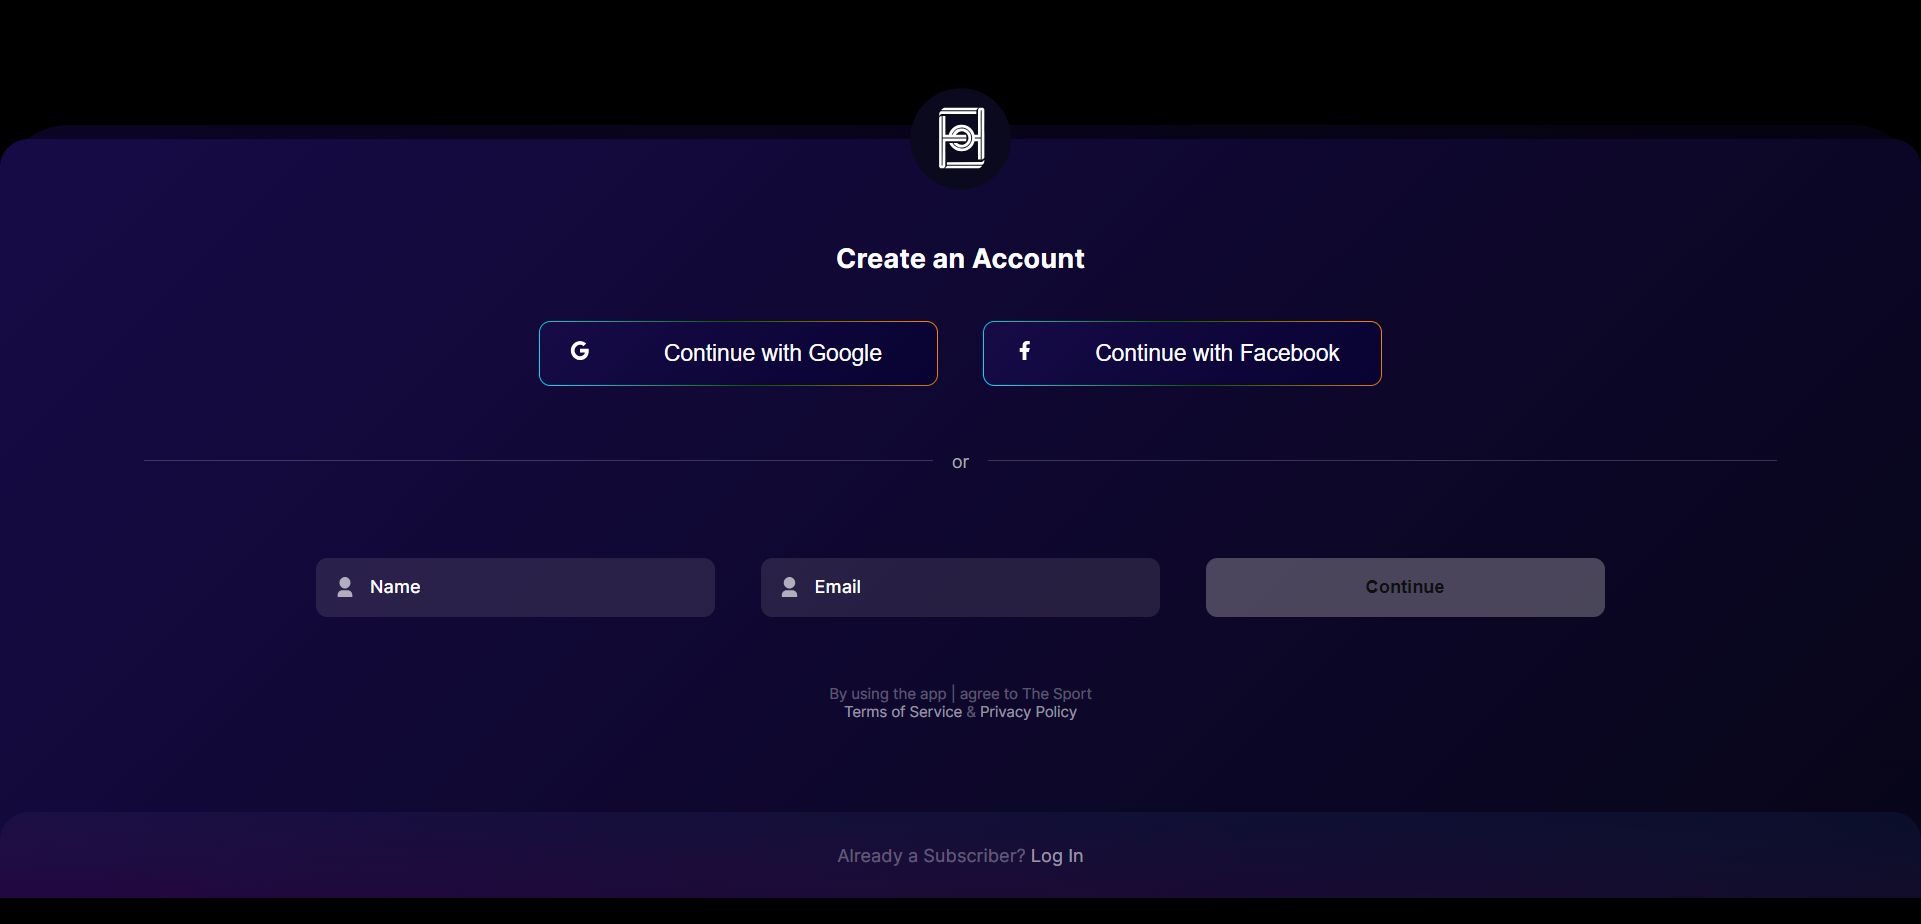 Create an Account
Continue with Google
Continue with Facebook
or
Name
Email
Continue
By using the app | agree to The Sport
Terms of Service & Privacy Policy
Already a Subscriber? Log In